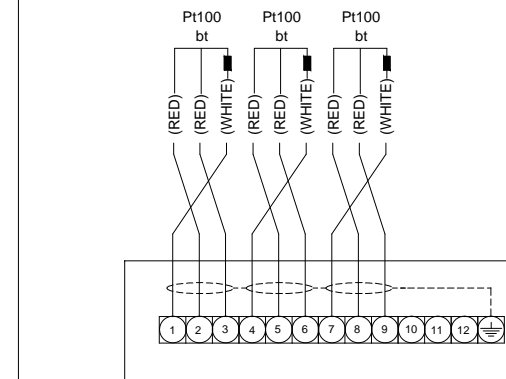 Pt100 Pt100 Pt100
bt bt bt
(RED) (RED) (WHITE) (RED) (RED) (WHITE) (RED) (RED) (WHITE)
1 2 3 4 5 6 7 8 9 10 11 12